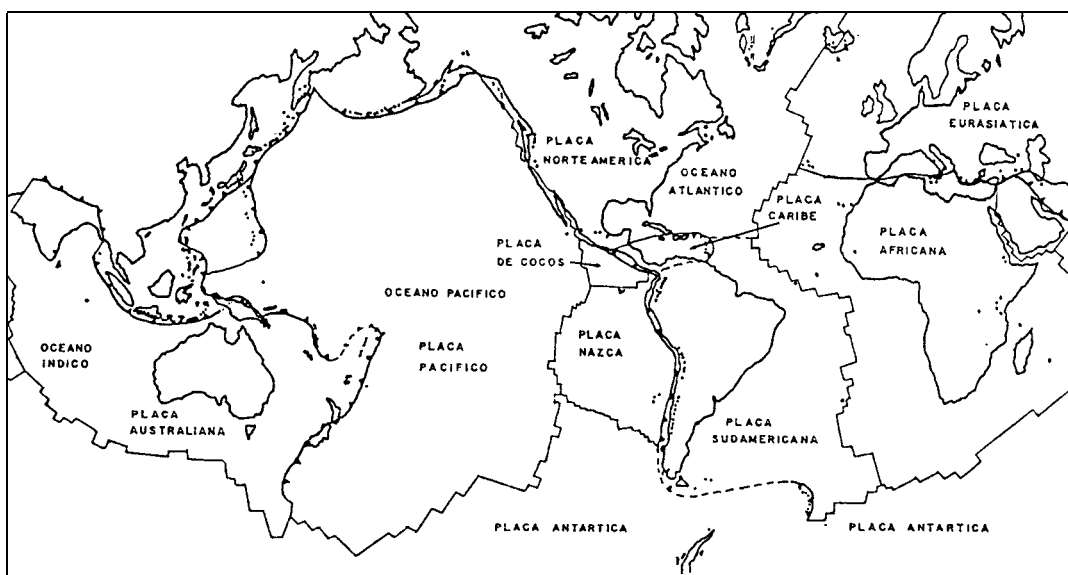 PLACA
EURASIATICA
PLACA
NORTEAMERICA
OCEANO
ATLANTICO
PLACA
CARIBE
PLACA
AFRICANA
PLACA
DE COCOS
OCEANO PACIFICO
OCEANO
INDICO
PLACA
PACIFICO
PLACA
NAZCA
PLACA
AUSTRALIANA
PLACA
SUDAMERICANA
PLACA ANTARTICA
PLACA ANTARTICA